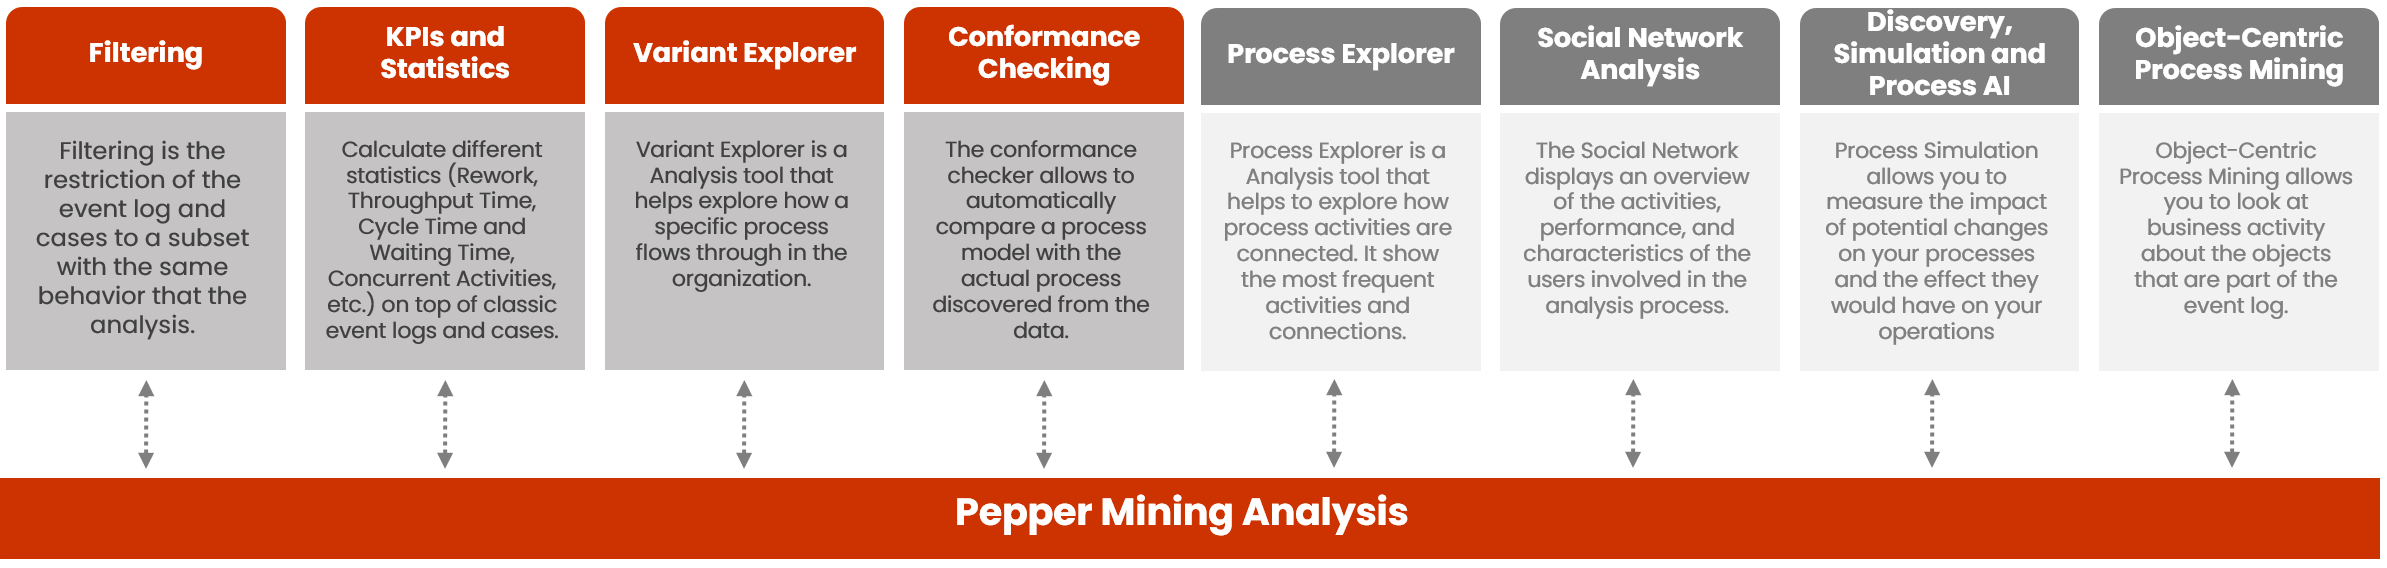 Filtering
Filtering is the
restriction of the
event log and
cases to a subset
with the same
behavior that the
analysis.
KPIs and
Statistics
Calculate different
statistics (Rework,
Throughput Time,
Cycle Time and
Waiting Time,
Concurrent Activities,
etc.) on top of classic
event logs and cases.
Variant Explorer
Variant Explorer is a
Analysis tool that
helps explore how a
specific process
flows through in the
organization.
Conformance
Checking
The conformance
checker allows to
automatically
compare a process
model with the
actual process
discovered from the
data.
Process Explorer
Process Explorer is a
Analysis tool that
helps to explore how
process activities are
connected. It show
the most frequent
activities and
connections.
Social Network
Analysis
The Social Network
displays an overview
of the activities,
performance, and
characteristics of the
users involved in the
analysis process.
Discovery,
Simulation and
Process AI
Process Simulation
allows you to
measure the impact
of potential changes
on your processes
and the effect they
would have on your
operations
Object-Centric
Process Mining
Object-Centric
Process Mining allows
you to look at
business activity
about the objects
that are part of the
event log.
Pepper Mining Analysis